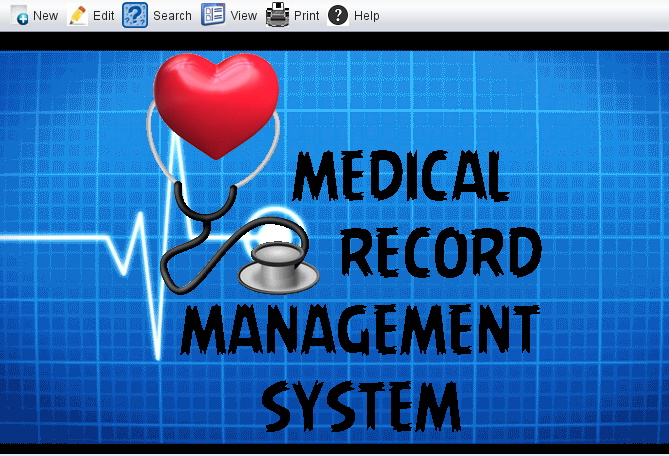 New Edit Search View Print Help
MEDICAL
RECORD
MANAGEMENT
SYSTEM